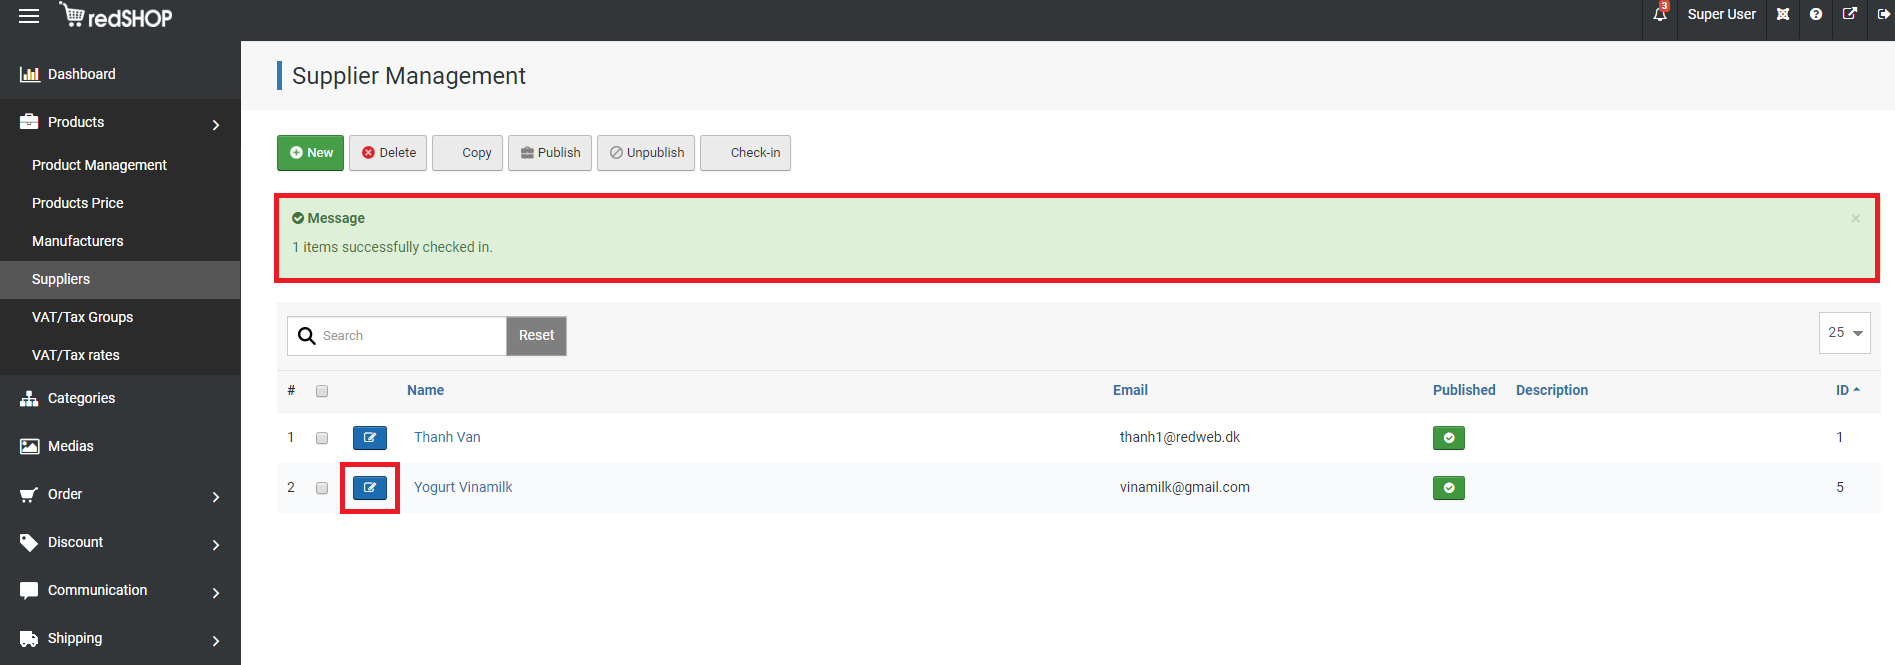 redSHOP
3
Super User
Dashboard
Products
Product Management
Products Price
Manufacturers
Suppliers
VAT/Tax Groups
VAT/Tax rates
Categories
Medias
Order
Discount
Communication
Shipping
Supplier Management
New Delete Copy Publish Unpublish Check-in
Message ×
1 items successfully checked in.
Search Reset 25
# Name Email Published Description ID
1 Thanh Van thanh1@redweb.dk 1
2 Yogurt Vinamilk vinamilk@gmail.com 5